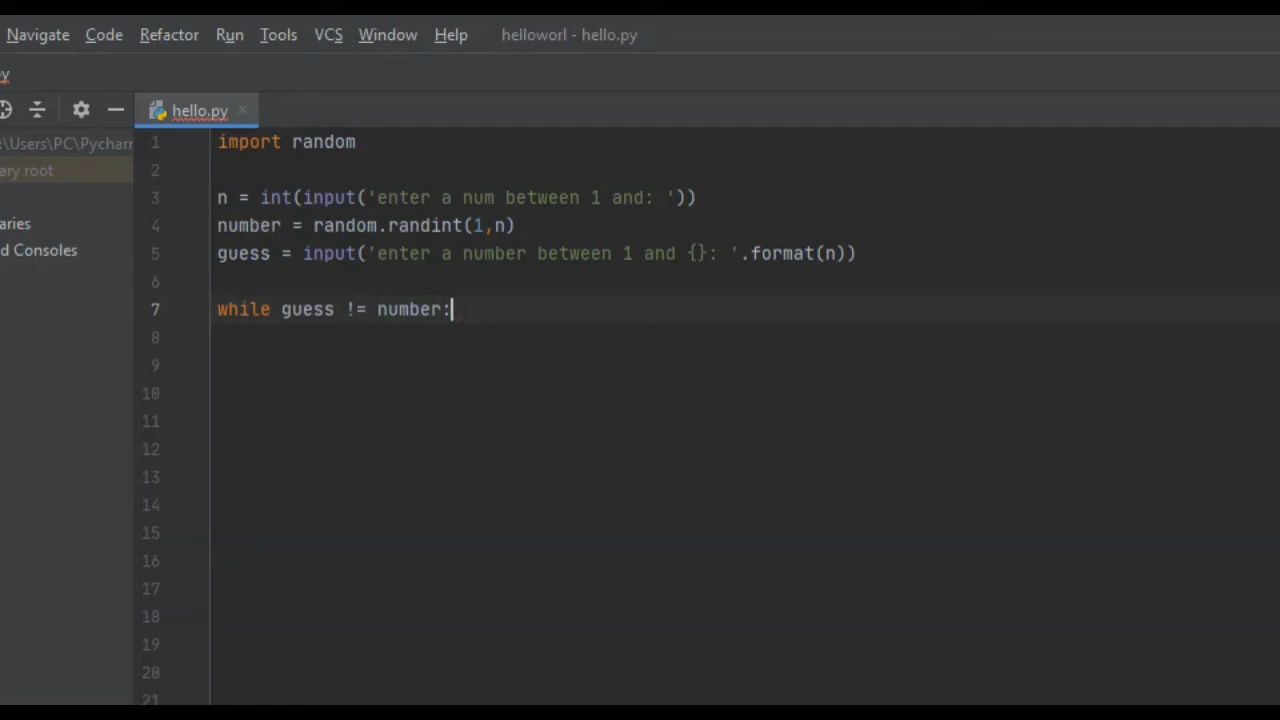 Navigate Code Refactor Run Tools VCS Window Help helloworl - hello.py
y
hello.py
:\Users\PC\Pychar
ary root
aries
d Consoles
1 import random
2
3 n = int(input('enter a num between 1 and: '))
4 number = random.randint(1,n)
5 guess = input('enter a number between 1 and {}: '.format(n))
6
7 while guess != number:
8
9
10
11
12
13
14
15
16
17
18
19
20
21